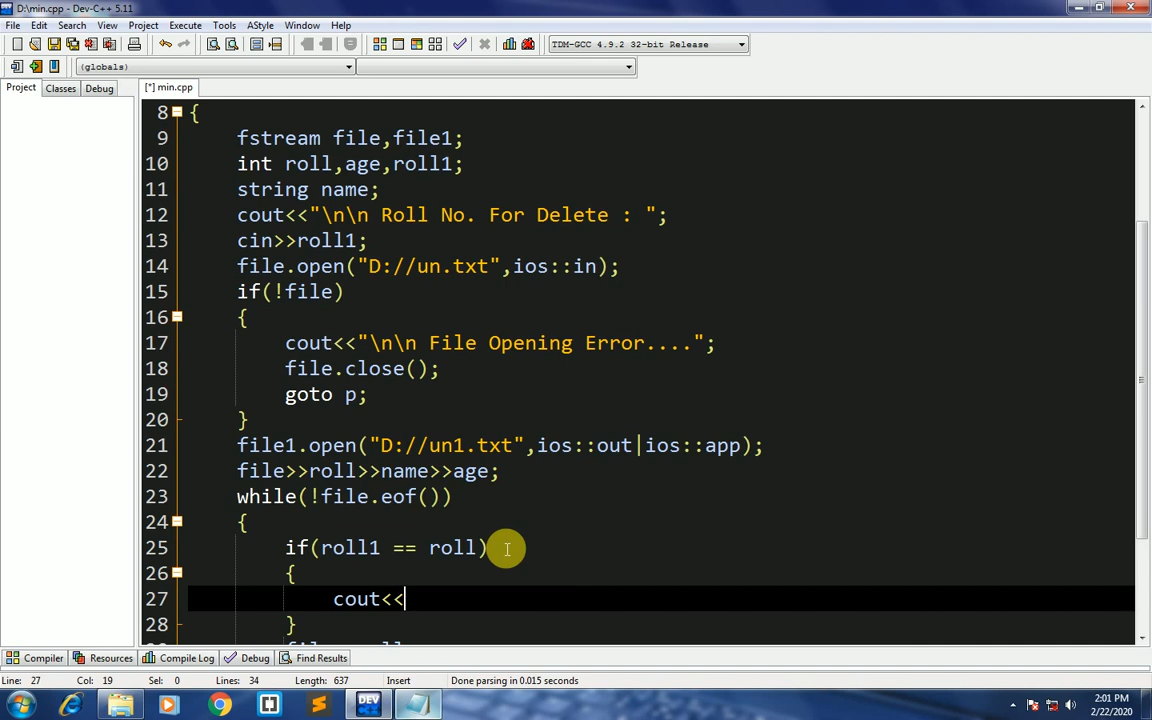 D:\min.cpp - Dev-C++ 5.11
File Edit Search View Project Execute Tools AStyle Window Help
TDM-GCC 4.9.2 32-bit Release
(globals)
Project Classes Debug
[*] min.cpp
8 {
9 fstream file,file1;
10 int roll,age,roll1;
11 string name;
12 cout<<"\n\n Roll No. For Delete : ";
13 cin>>roll1;
14 file.open("D://un.txt",ios::in);
15 if(!file)
16 {
17 cout<<"\n\n File Opening Error....";
18 file.close();
19 goto p;
20 }
21 file1.open("D://un1.txt",ios::out|ios::app);
22 file>>roll>>name>>age;
23 while(!file.eof())
24 {
25 if(roll1 == roll)
26 {
27 cout<<
28 }
Compiler Resources Compile Log Debug Find Results
Line: 27 Col: 19 Sel: 0 Lines: 34 Length: 637 Insert Done parsing in 0.015 seconds
DEV
2:01 PM
2/22/2020